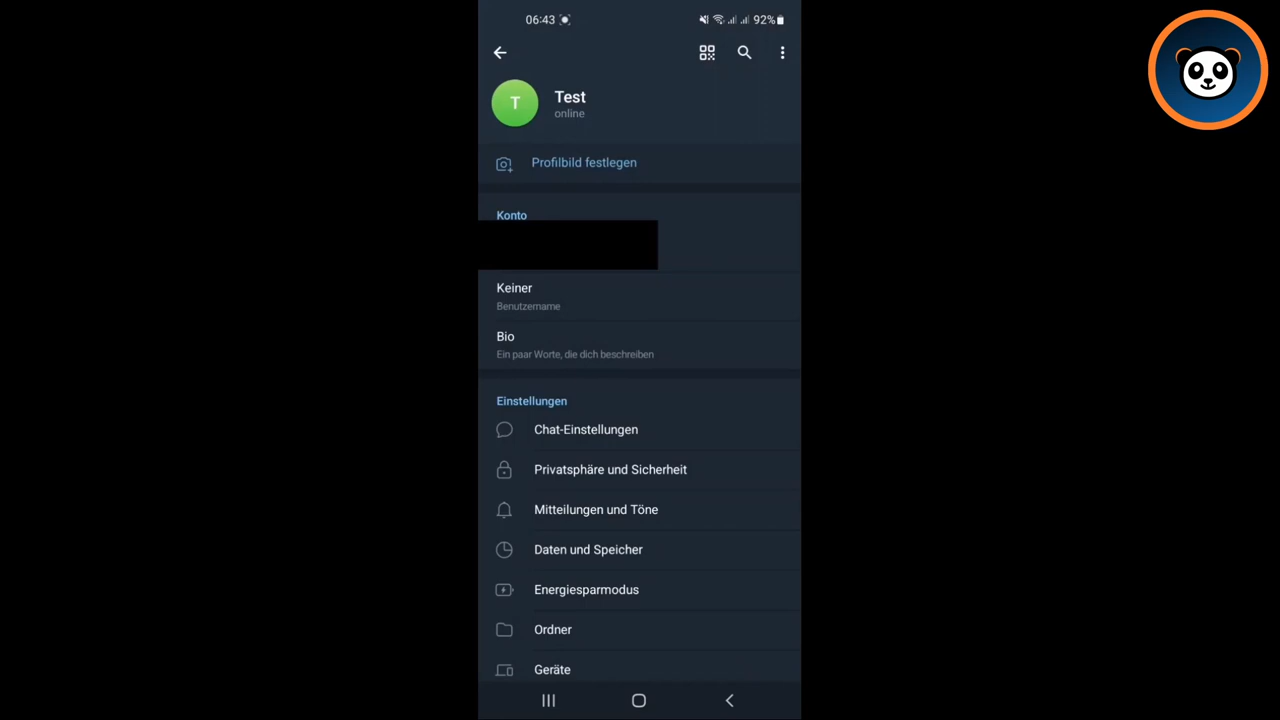 06:43
92%
T
Test
online
Profilbild festlegen
Konto
Keiner
Benutzername
Bio
Ein paar Worte, die dich beschreiben
Einstellungen
Chat-Einstellungen
Privatsphäre und Sicherheit
Mitteilungen und Töne
Daten und Speicher
Energiesparmodus
Ordner
Geräte